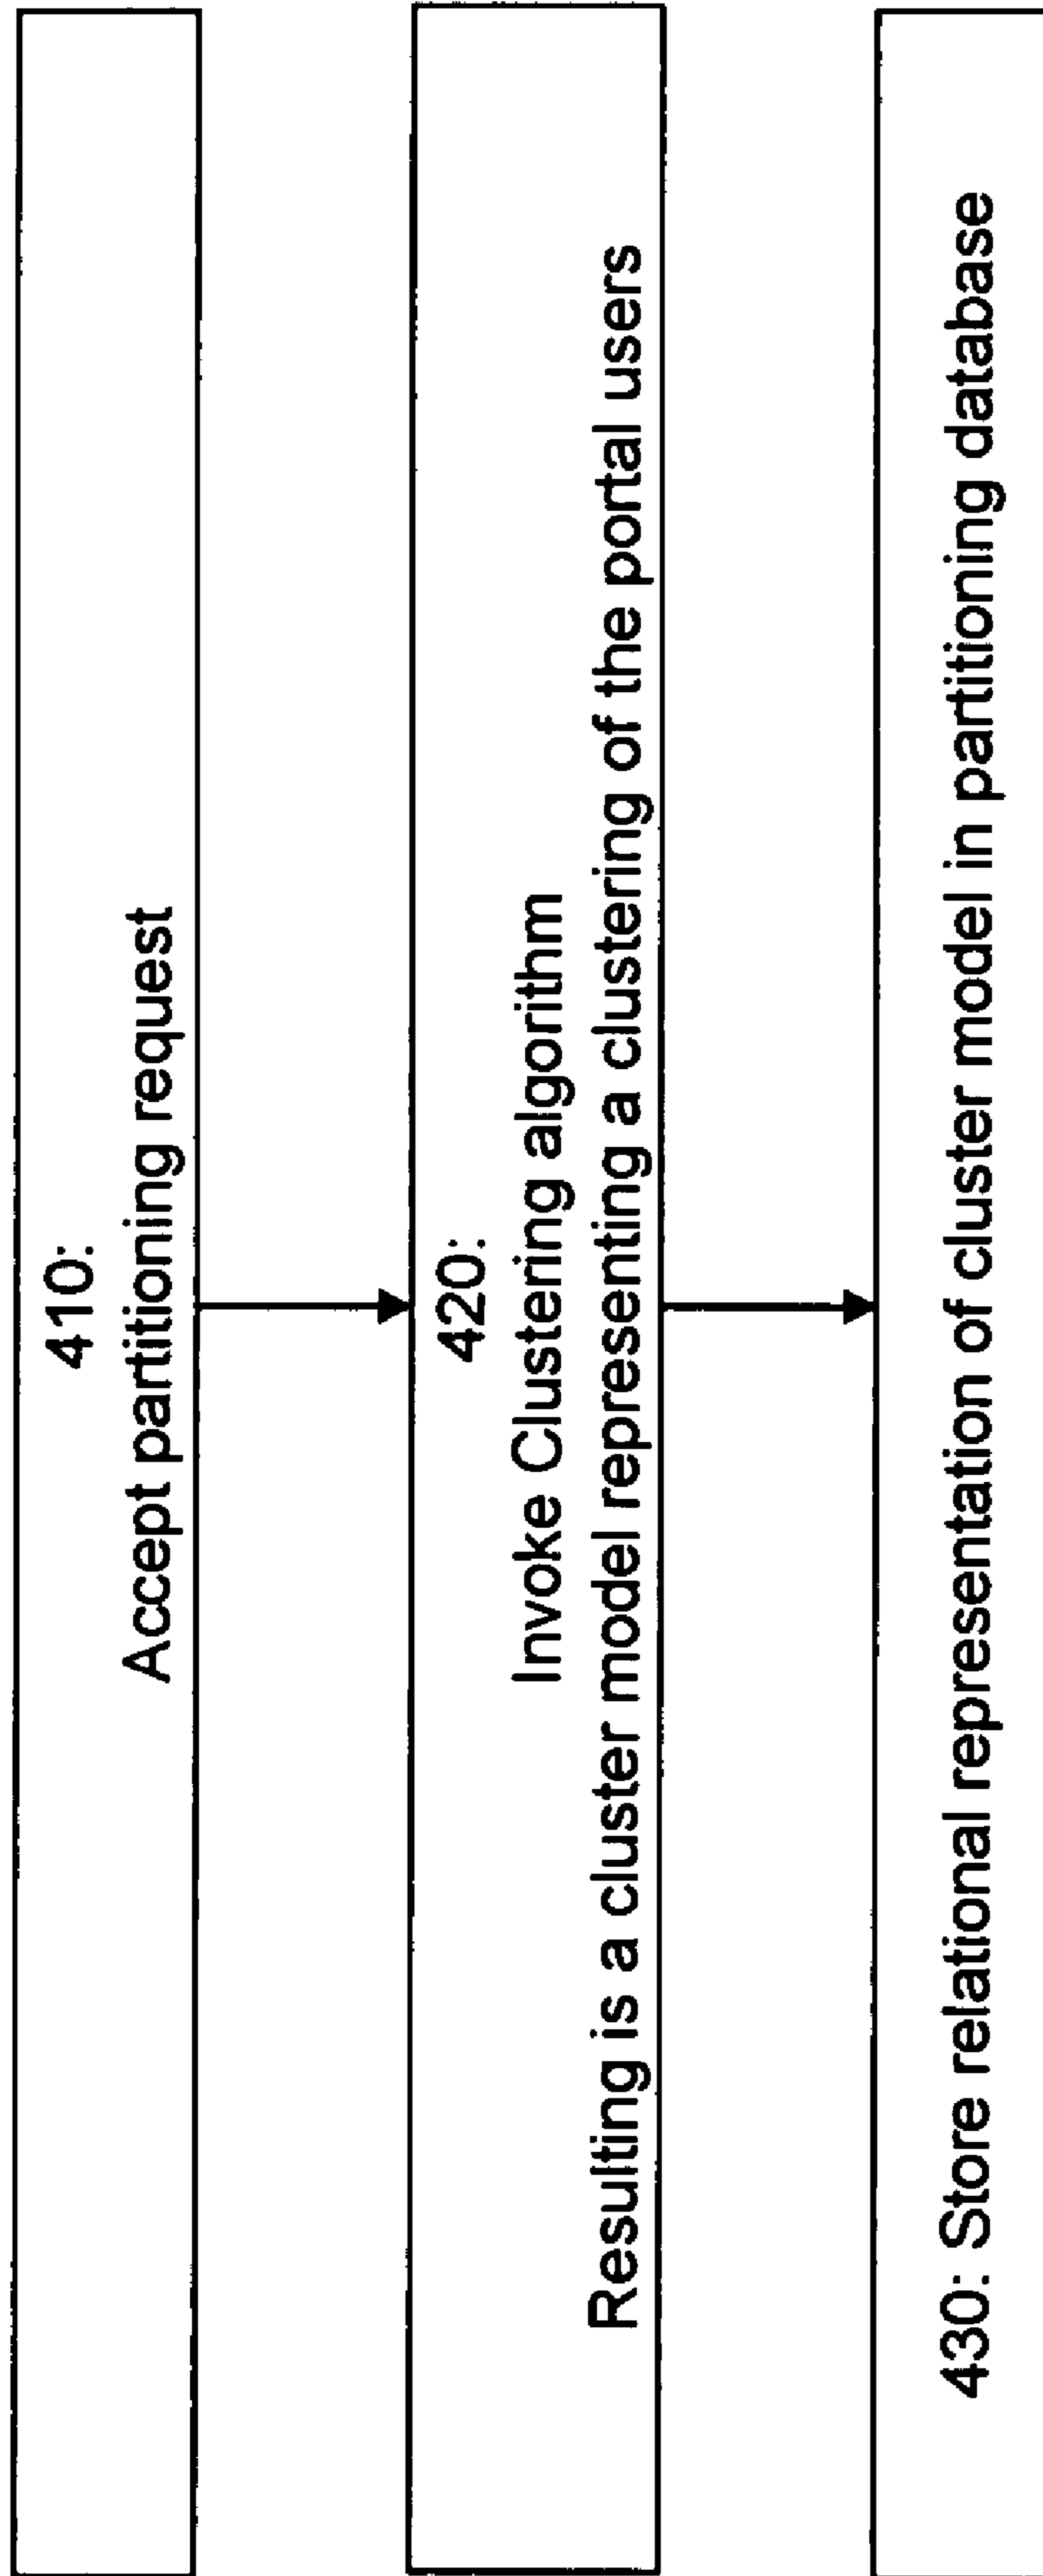 410:
Accept partitioning request
420:
Invoke Clustering algorithm
Resulting is a cluster model representing a clustering of the portal users
430: Store relational representation of cluster model in partitioning database